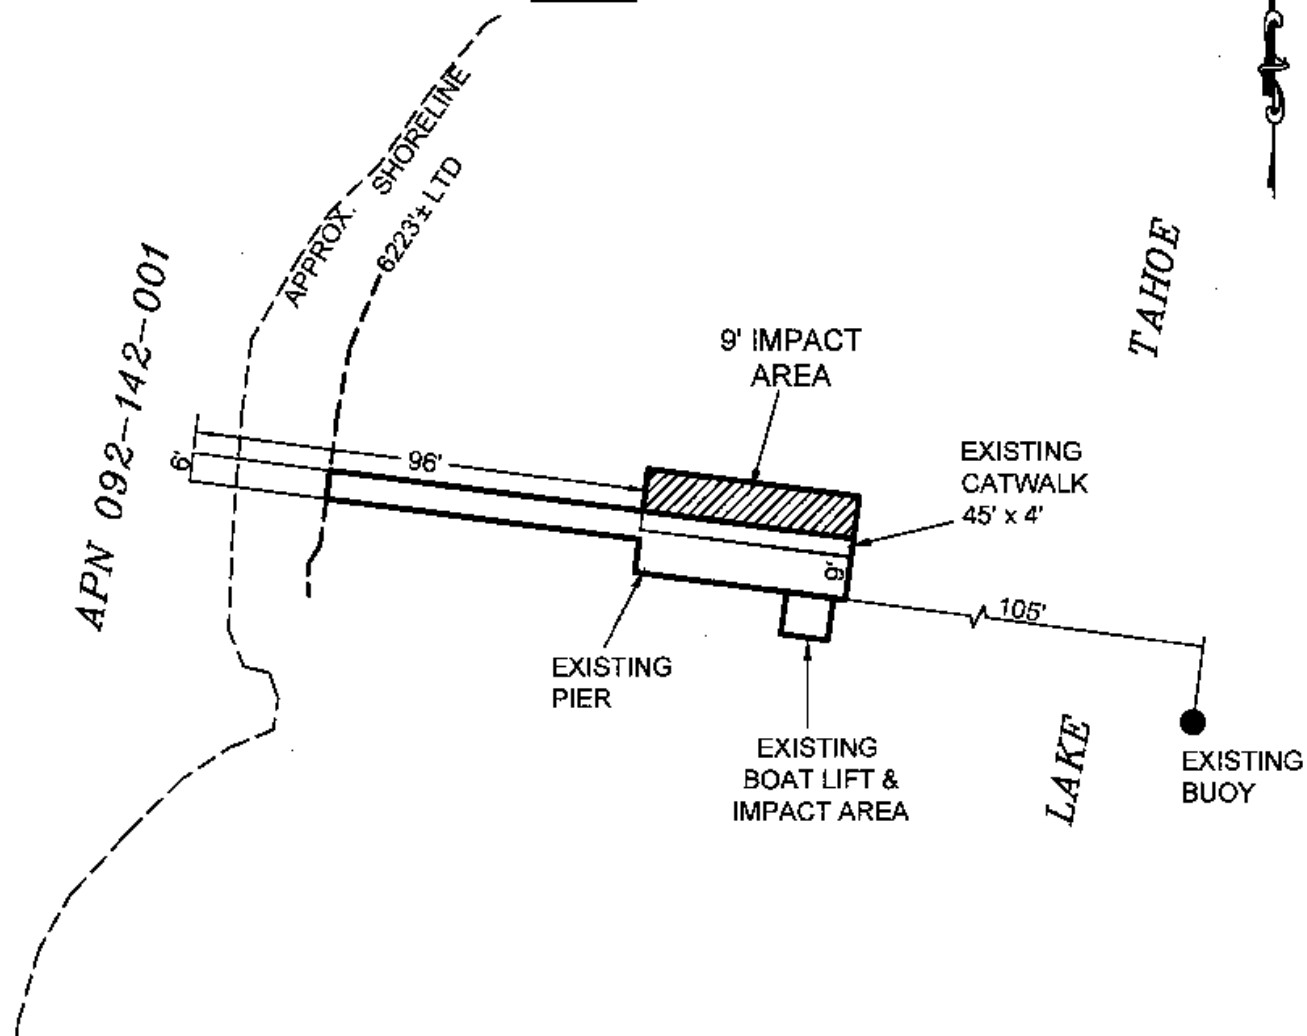 APPROX. SHORELINE
6223'± LTD
APN 092-142-001
TAHOE
9' IMPACT
AREA
6'
96'
EXISTING
CATWALK
45' x 4'
9'
105'
EXISTING
PIER
EXISTING
BOAT LIFT &
IMPACT AREA
LAKE
EXISTING
BUOY